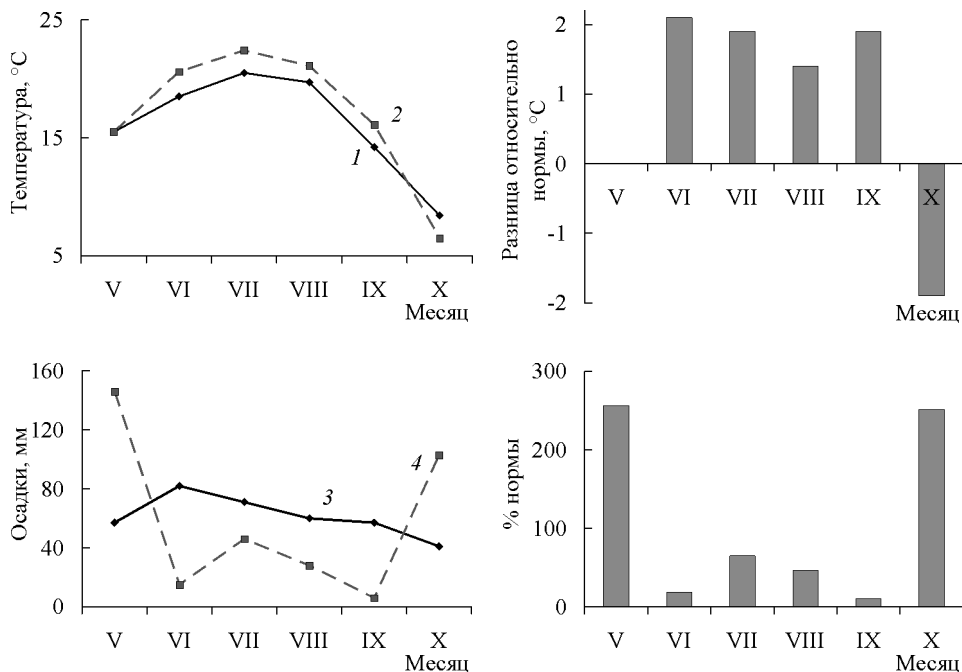 Температура, °C
25
15
5
1
2
V VI VII VIII IX X
Месяц
Разница относительно
нормы, °C
2
1
0
-1
-2
V VI VII VIII IX X
Месяц
Осадки, мм
160
120
80
40
0
3
4
V VI VII VIII IX X
Месяц
% нормы
300
200
100
0
V VI VII VIII IX X
Месяц